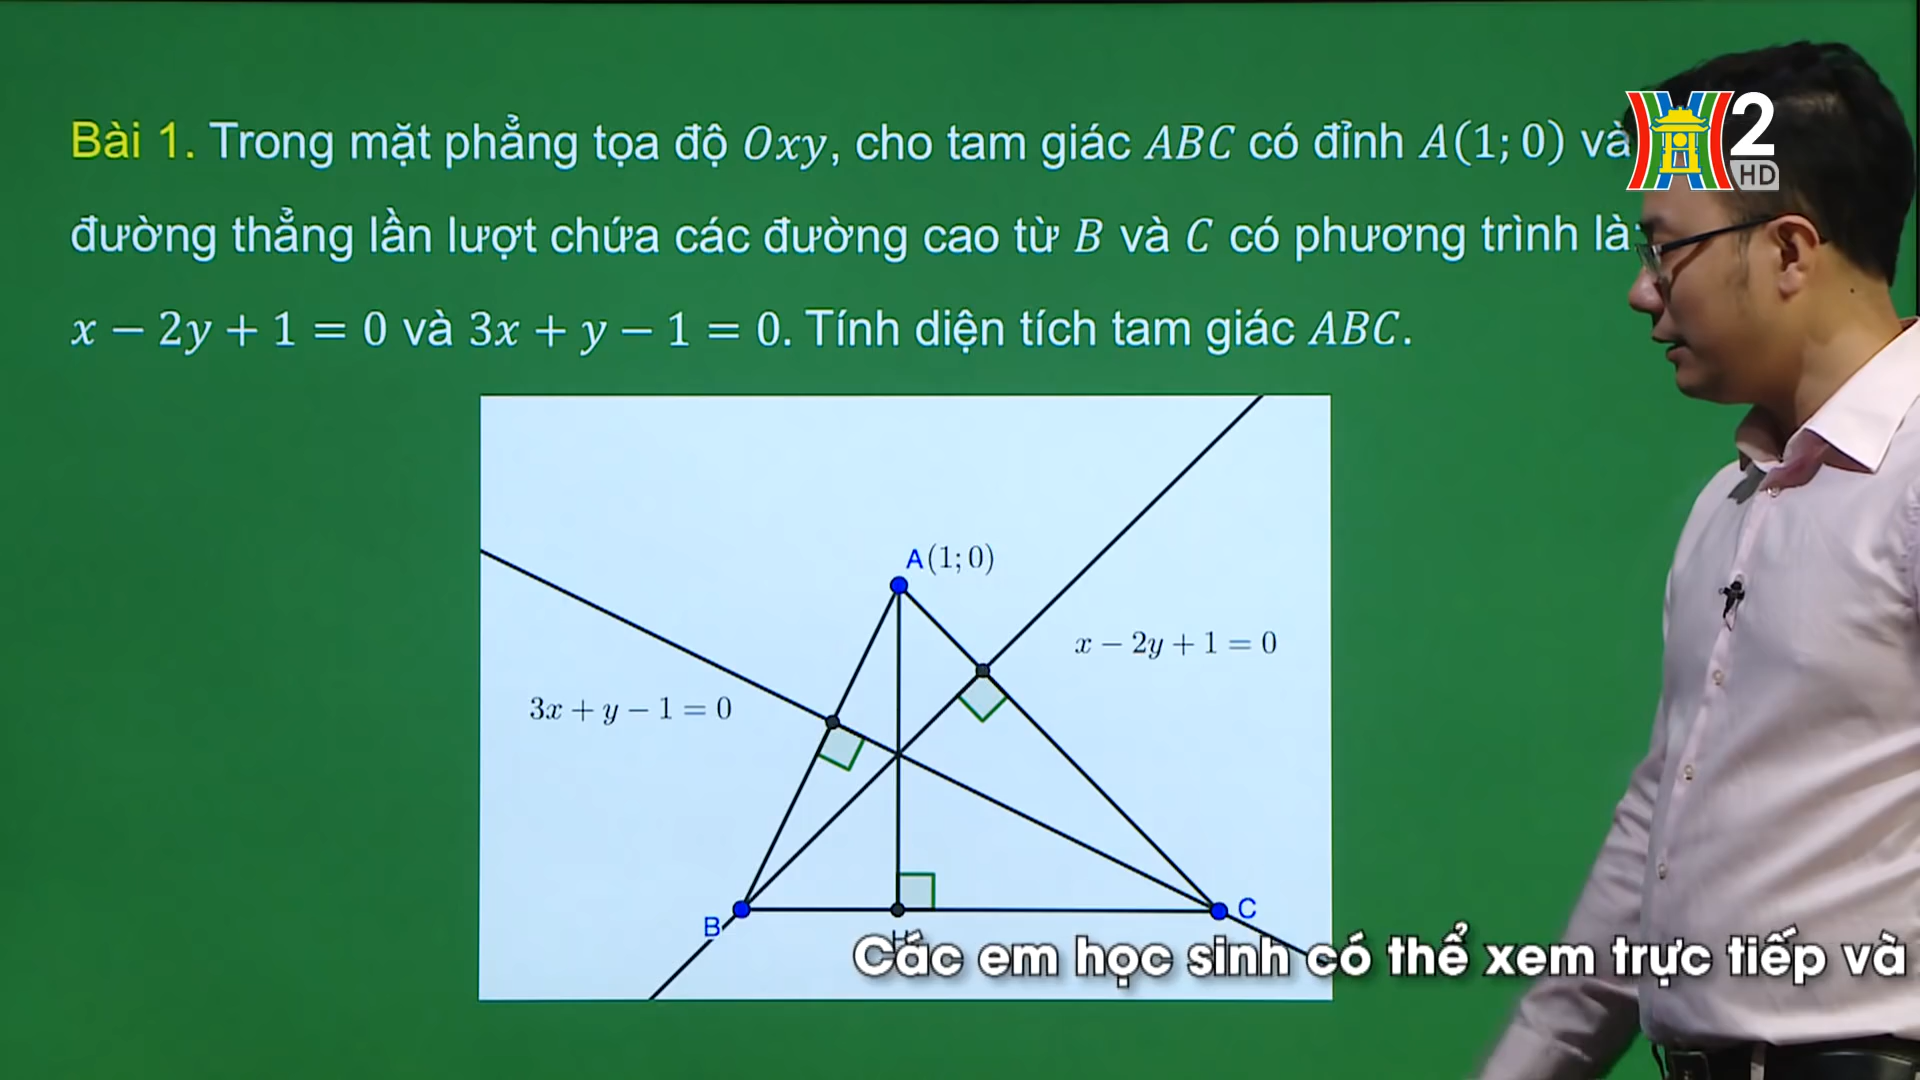 Bài 1. Trong mặt phẳng tọa độ Oxy, cho tam giác ABC có đỉnh A(1; 0) và
đường thẳng lần lượt chứa các đường cao từ B và C có phương trình là:
x − 2y + 1 = 0 và 3x + y − 1 = 0. Tính diện tích tam giác ABC.
2
HD
A(1; 0)
x − 2y + 1 = 0
3x + y − 1 = 0
B
C
Các em học sinh có thể xem trực tiếp và